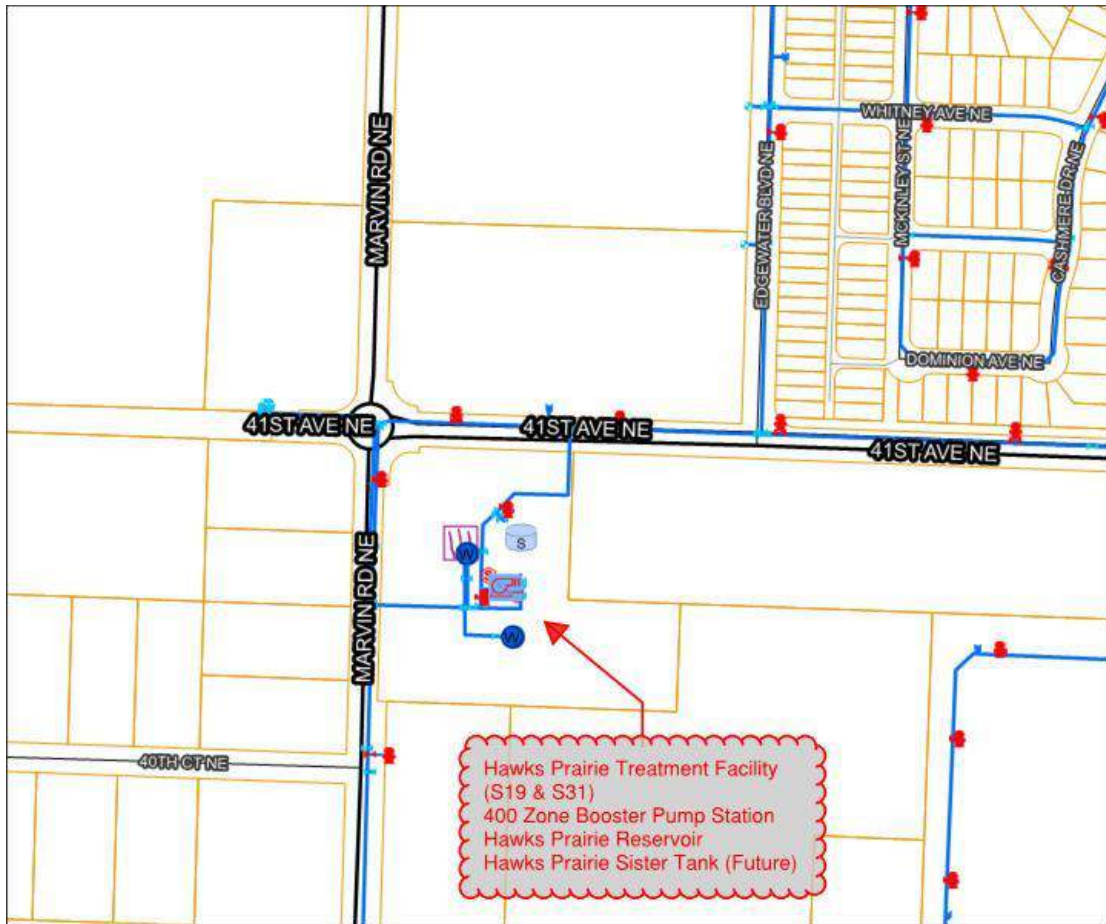 MARVIN RD NE
WHITNEY AVE NE
EDGEWATER BLVD NE
MCKINLEY ST NE
CASHMERE DR NE
DOMINION AVE NE
41ST AVE NE
41ST AVE NE
41ST AVE NE
W
S
W
MARVIN RD NE
40TH CT NE
Hawks Prairie Treatment Facility
(S19 & S31)
400 Zone Booster Pump Station
Hawks Prairie Reservoir
Hawks Prairie Sister Tank (Future)